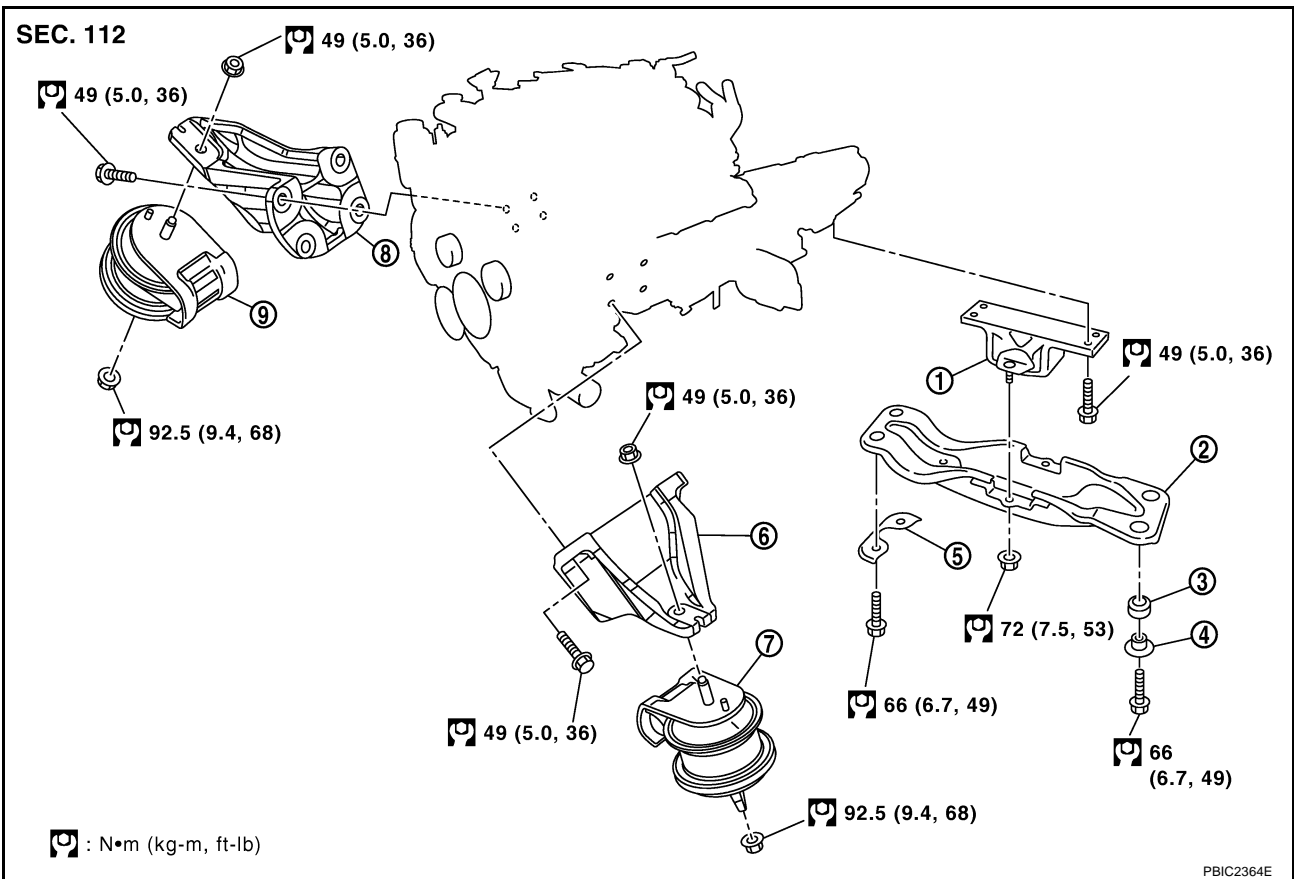 SEC. 112
49 (5.0, 36)
49 (5.0, 36)
8
9
92.5 (9.4, 68)
1
49 (5.0, 36)
49 (5.0, 36)
2
6
5
3
72 (7.5, 53)
4
7
66 (6.7, 49)
49 (5.0, 36)
66
(6.7, 49)
92.5 (9.4, 68)
: N•m (kg-m, ft-lb)
PBIC2364E